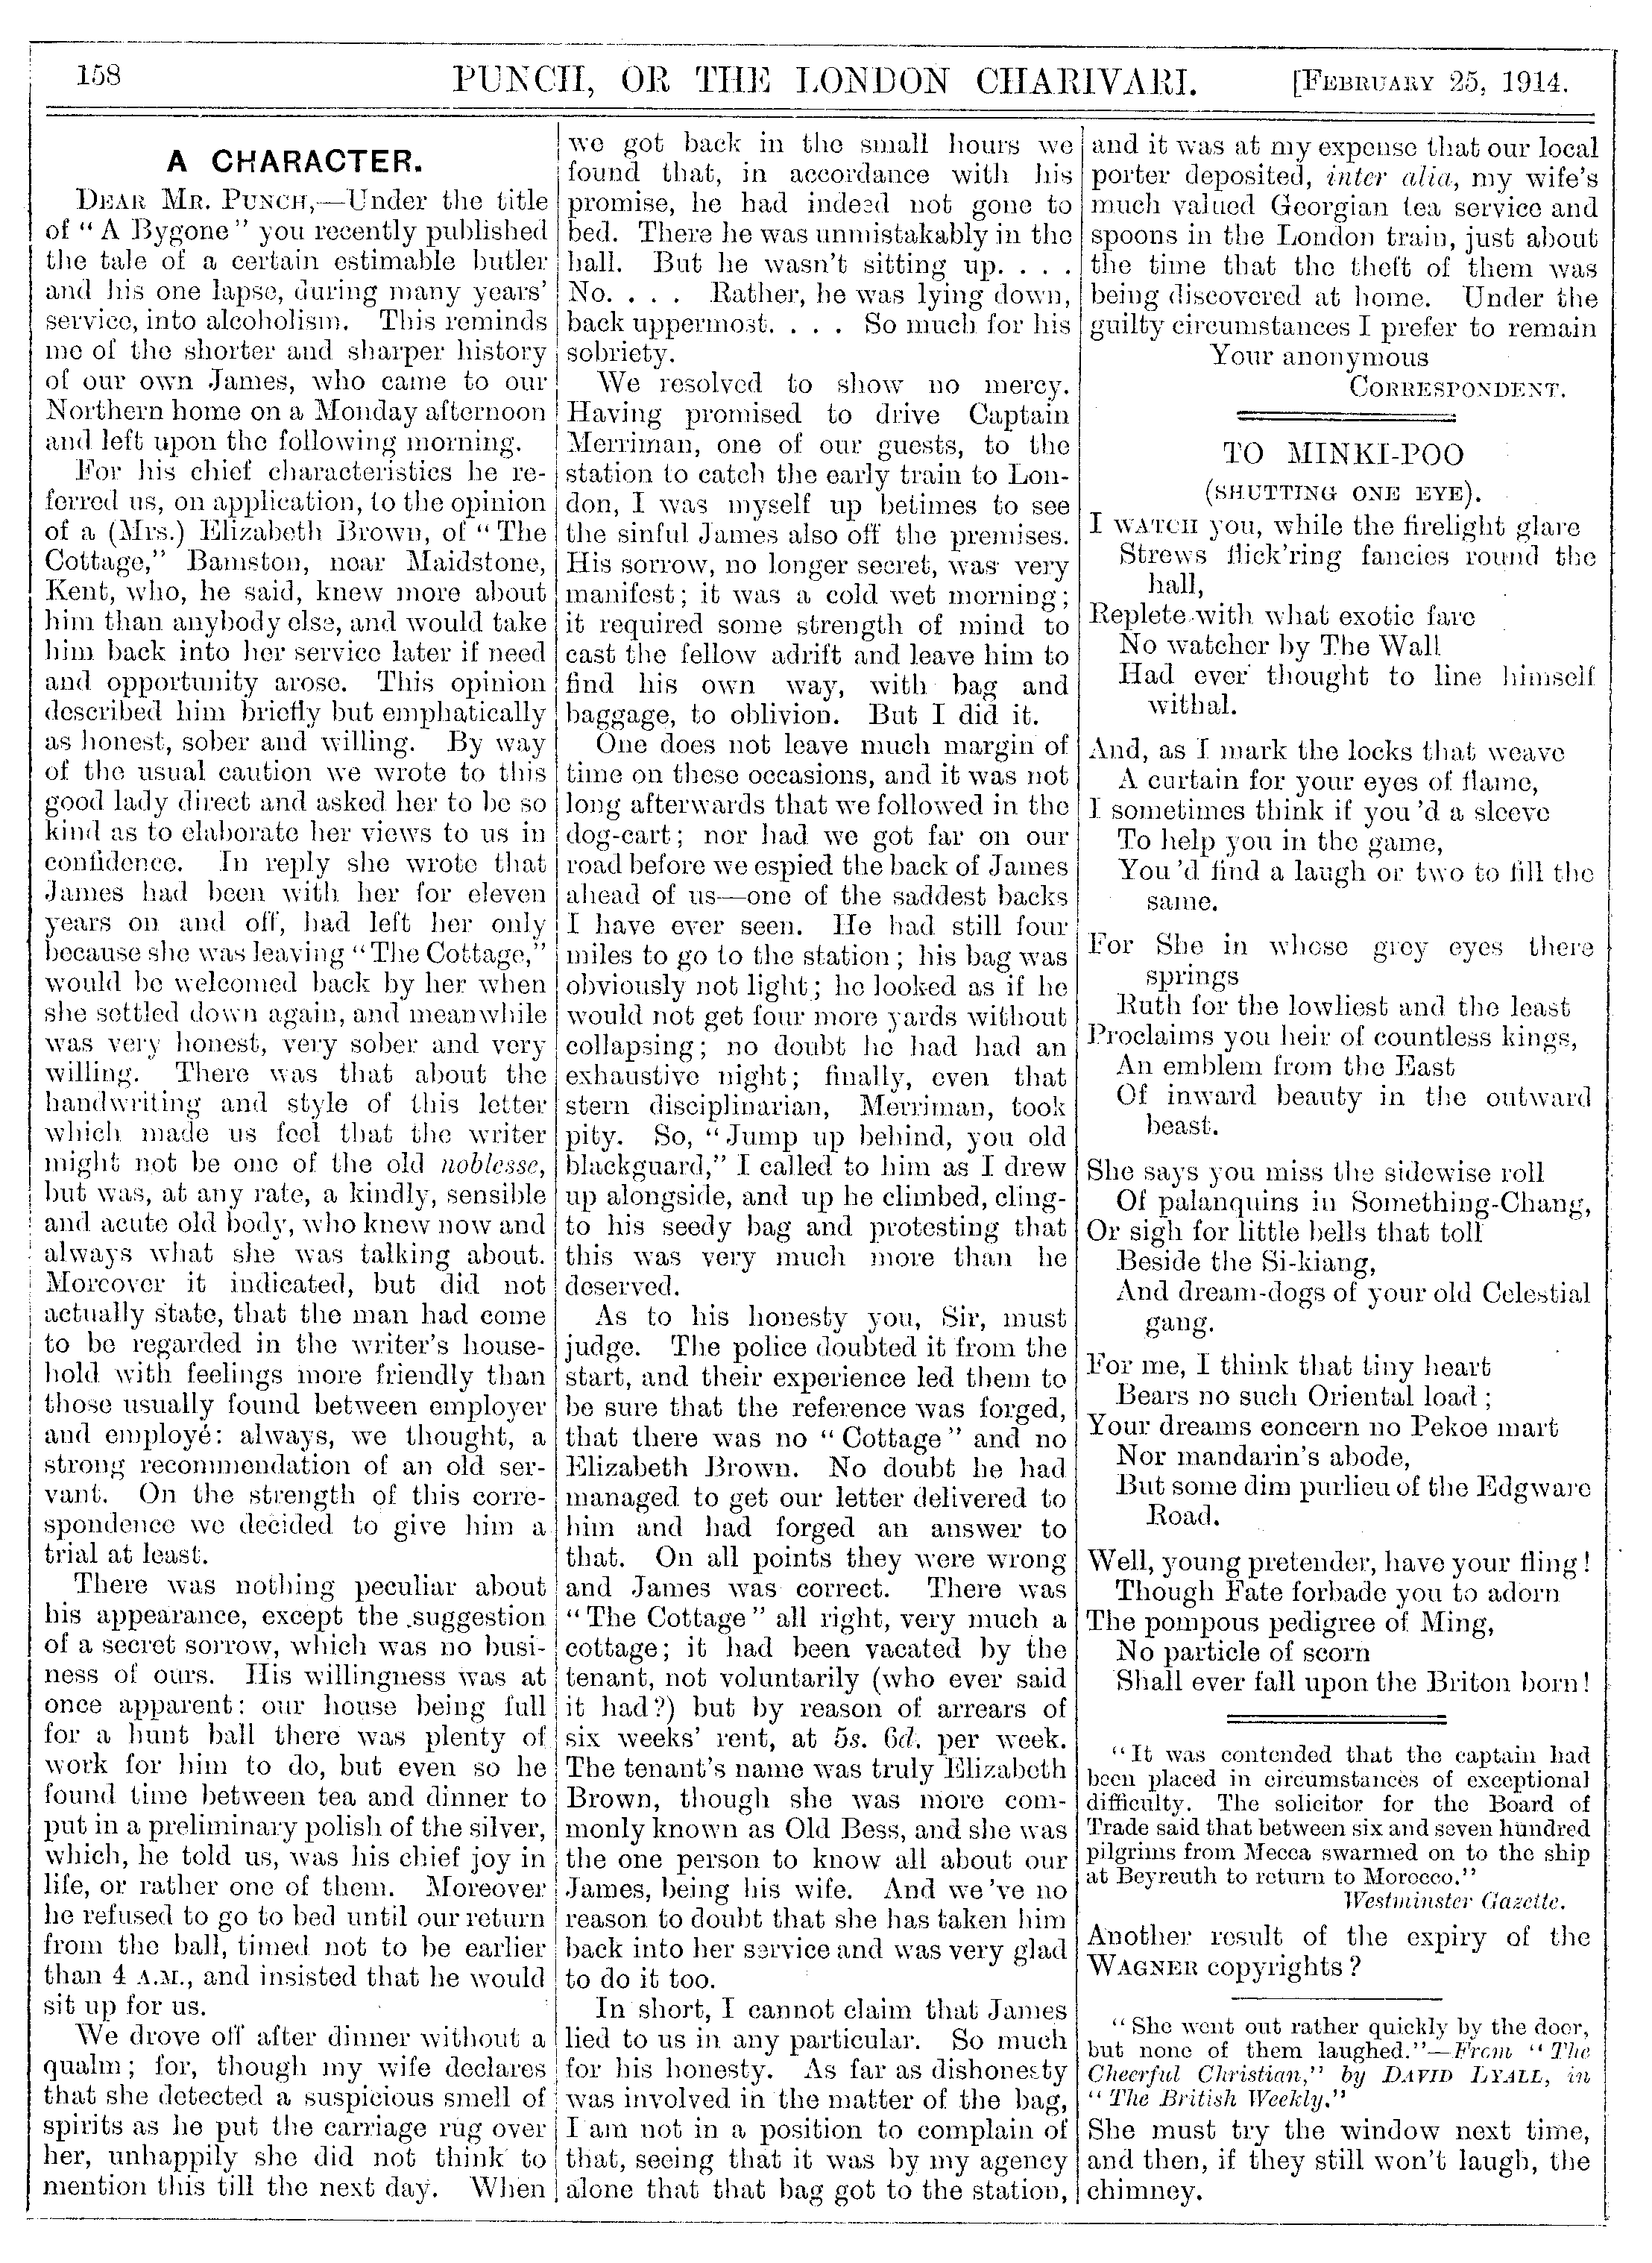 158
PUNCH, OR THE LONDON CHARIVARI.
[FEBRUARY 25, 1914.
A CHARACTER.
DEAR MR. PUNCH,—Under the title
of "A Bygone" you recently published
the tale of a certain estimable butler
and his one lapse, during many years'
service, into alcoholism. This reminds
me of the shorter and sharper history
of our own James, who came to our
Northern home on a Monday afternoon
and left upon the following morning.
For his chief characteristics he re-
ferred us, on application, to the opinion
of a (Mrs.) Elizabeth Brown, of "The
Cottage," Bamston, near Maidstone,
Kent, who, he said, knew more about
him than anybody else, and would take
him back into her service later if need
and opportunity arose. This opinion
described him briefly but emphatically
as honest, sober and willing. By way
of the usual caution we wrote to this
good lady direct and asked her to be so
kind as to elaborate her views to us in
confidence. In reply she wrote that
James had been with her for eleven
years on and off, had left her only
because she was leaving "The Cottage,"
would be welcomed back by her when
she settled down again, and meanwhile
was very honest, very sober and very
willing. There was that about the
handwriting and style of this letter
which made us feel that the writer
might not be one of the old noblesse,
but was, at any rate, a kindly, sensible
and acute old body, who knew now and
always what she was talking about.
Moreover it indicated, but did not
actually state, that the man had come
to be regarded in the writer's house-
hold with feelings more friendly than
those usually found between employer
and employé: always, we thought, a
strong recommendation of an old ser-
vant. On the strength of this corre-
spondence we decided to give him a
trial at least.
There was nothing peculiar about
his appearance, except the suggestion
of a secret sorrow, which was no busi-
ness of ours. His willingness was at
once apparent: our house being full
for a hunt ball there was plenty of
work for him to do, but even so he
found time between tea and dinner to
put in a preliminary polish of the silver,
which, he told us, was his chief joy in
life, or rather one of them. Moreover
he refused to go to bed until our return
from the ball, timed not to be earlier
than 4 A.M., and insisted that he would
sit up for us.
We drove off after dinner without a
qualm; for, though my wife declares
that she detected a suspicious smell of
spirits as he put the carriage rug over
her, unhappily she did not think to
mention this till the next day. When
we got back in the small hours we
found that, in accordance with his
promise, he had indeed not gone to
bed. There he was unmistakably in the
hall. But he wasn't sitting up. . . .
No. . . . Rather, he was lying down,
back uppermost. . . . So much for his
sobriety.
We resolved to show no mercy.
Having promised to drive Captain
Merriman, one of our guests, to the
station to catch the early train to Lon-
don, I was myself up betimes to see
the sinful James also off the premises.
His sorrow, no longer secret, was very
manifest; it was a cold wet morning;
it required some strength of mind to
cast the fellow adrift and leave him to
find his own way, with bag and
baggage, to oblivion. But I did it.
One does not leave much margin of
time on these occasions, and it was not
long afterwards that we followed in the
dog-cart; nor had we got far on our
road before we espied the back of James
ahead of us—one of the saddest backs
I have ever seen. He had still four
miles to go to the station; his bag was
obviously not light; he looked as if he
would not get four more yards without
collapsing; no doubt he had had an
exhaustive night; finally, even that
stern disciplinarian, Merriman, took
pity. So, "Jump up behind, you old
blackguard," I called to him as I drew
up alongside, and up he climbed, cling-
to his seedy bag and protesting that
this was very much more than he
deserved.
As to his honesty you, Sir, must
judge. The police doubted it from the
start, and their experience led them to
be sure that the reference was forged,
that there was no "Cottage" and no
Elizabeth Brown. No doubt he had
managed to get our letter delivered to
him and had forged an answer to
that. On all points they were wrong
and James was correct. There was
"The Cottage" all right, very much a
cottage; it had been vacated by the
tenant, not voluntarily (who ever said
it had?) but by reason of arrears of
six weeks' rent, at 5s. 6d. per week.
The tenant's name was truly Elizabeth
Brown, though she was more com-
monly known as Old Bess, and she was
the one person to know all about our
James, being his wife. And we've no
reason to doubt that she has taken him
back into her service and was very glad
to do it too.
In short, I cannot claim that James
lied to us in any particular. So much
for his honesty. As far as dishonesty
was involved in the matter of the bag,
I am not in a position to complain of
that, seeing that it was by my agency
alone that that bag got to the station,
and it was at my expense that our local
porter deposited, inter alia, my wife's
much valued Georgian tea service and
spoons in the London train, just about
the time that the theft of them was
being discovered at home. Under the
guilty circumstances I prefer to remain
Your anonymous
CORRESPONDENT.
TO MINKI-POO
(SHUTTING ONE EYE).
I WATCH you, while the firelight glare
Strews flick'ring fancies round the
hall,
Replete with what exotic fare
No watcher by The Wall
Had ever thought to line himself
withal.
And, as I mark the locks that weave
A curtain for your eyes of flame,
I sometimes think if you 'd a sleeve
To help you in the game,
You 'd find a laugh or two to fill the
same.
For She in whose grey eyes there
springs
Ruth for the lowliest and the least
Proclaims you heir of countless kings,
An emblem from the East
Of inward beauty in the outward
beast.
She says you miss the sidewise roll
Of palanquins in Something-Chang,
Or sigh for little bells that toll
Beside the Si-kiang,
And dream-dogs of your old Celestial
gang.
For me, I think that tiny heart
Bears no such Oriental load;
Your dreams concern no Pekoe mart
Nor mandarin's abode,
But some dim purlieu of the Edgware
Road.
Well, young pretender, have your fling!
Though Fate forbade you to adorn
The pompous pedigree of Ming,
No particle of scorn
Shall ever fall upon the Briton born!
"It was contended that the captain had
been placed in circumstances of exceptional
difficulty. The solicitor for the Board of
Trade said that between six and seven hundred
pilgrims from Mecca swarmed on to the ship
at Beyreuth to return to Morocco."
Westminster Gazette.
Another result of the expiry of the
WAGNER copyrights?
"She went out rather quickly by the door,
but none of them laughed."—From "The
Cheerful Christian," by DAVID LYALL, in
"The British Weekly."
She must try the window next time,
and then, if they still won't laugh, the
chimney.